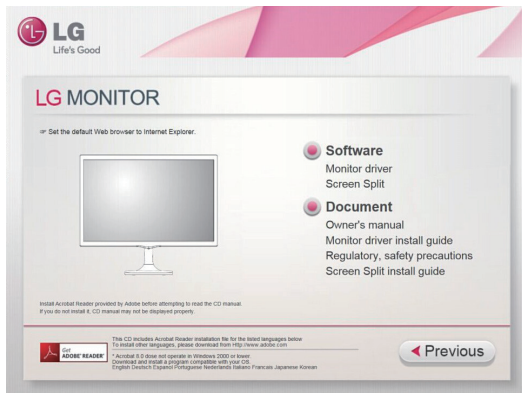 LG
Life's Good
LG MONITOR
☞ Set the default Web browser to Internet Explorer.
Software
Monitor driver
Screen Split
Document
Owner's manual
Monitor driver install guide
Regulatory, safety precautions
Screen Split install guide
Install Acrobat Reader provided by Adobe before attempting to read the CD manual.
If you do not install it, CD manual may not be displayed properly.
Get
ADOBE® READER®
This CD includes Acrobat Reader installation file for the listed languages below
To install other languages, please download from Http://www.adobe.com
* Acrobat 6.0 dose not operate in Windows 2000 or lower.
Download and install a program compatible with your OS.
English Deutsch Espanol Portuguese Nederlands Italiano Francais Japanese Korean
Previous